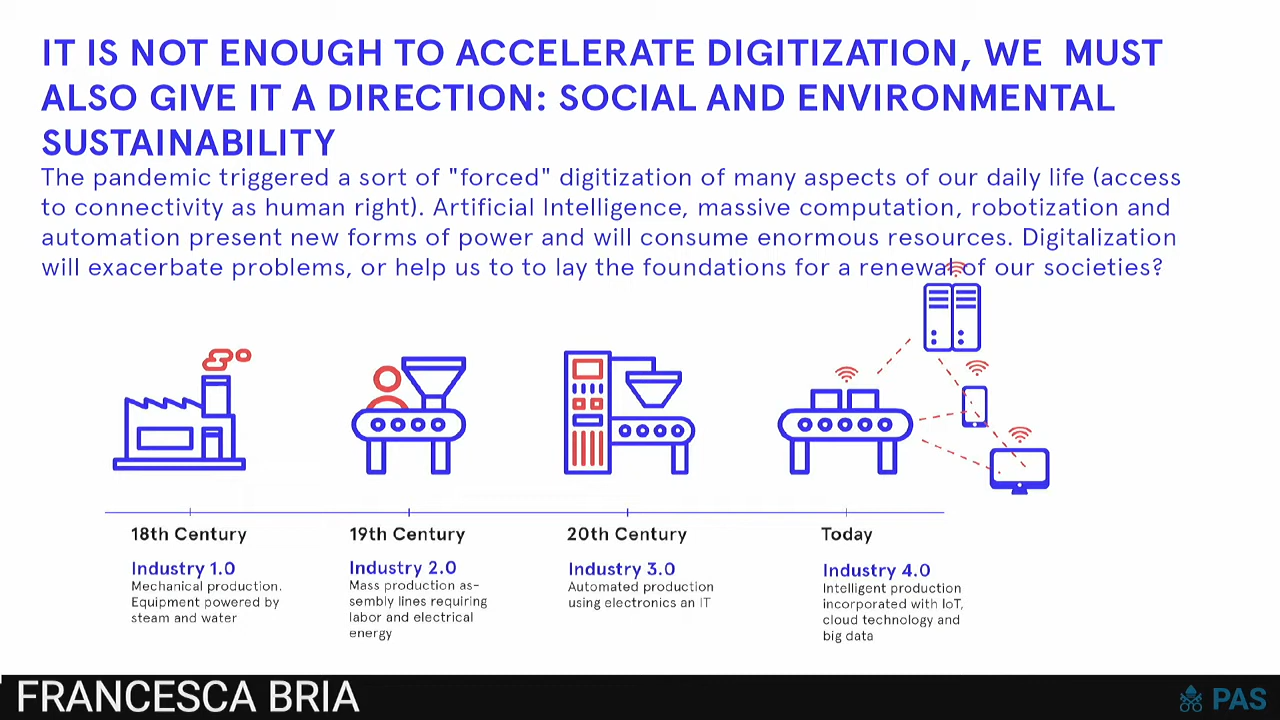 IT IS NOT ENOUGH TO ACCELERATE DIGITIZATION, WE MUST
ALSO GIVE IT A DIRECTION: SOCIAL AND ENVIRONMENTAL
SUSTAINABILITY
The pandemic triggered a sort of "forced" digitization of many aspects of our daily life (access
to connectivity as human right). Artificial Intelligence, massive computation, robotization and
automation present new forms of power and will consume enormous resources. Digitalization
will exacerbate problems, or help us to to lay the foundations for a renewal of our societies?
18th Century
Industry 1.0
Mechanical production.
Equipment powered by
steam and water
19th Century
Industry 2.0
Mass production as-
sembly lines requiring
labor and electrical
energy
20th Century
Industry 3.0
Automated production
using electronics an IT
Today
Industry 4.0
Intelligent production
incorporated with IoT,
cloud technology and
big data
FRANCESCA BRIA
PAS